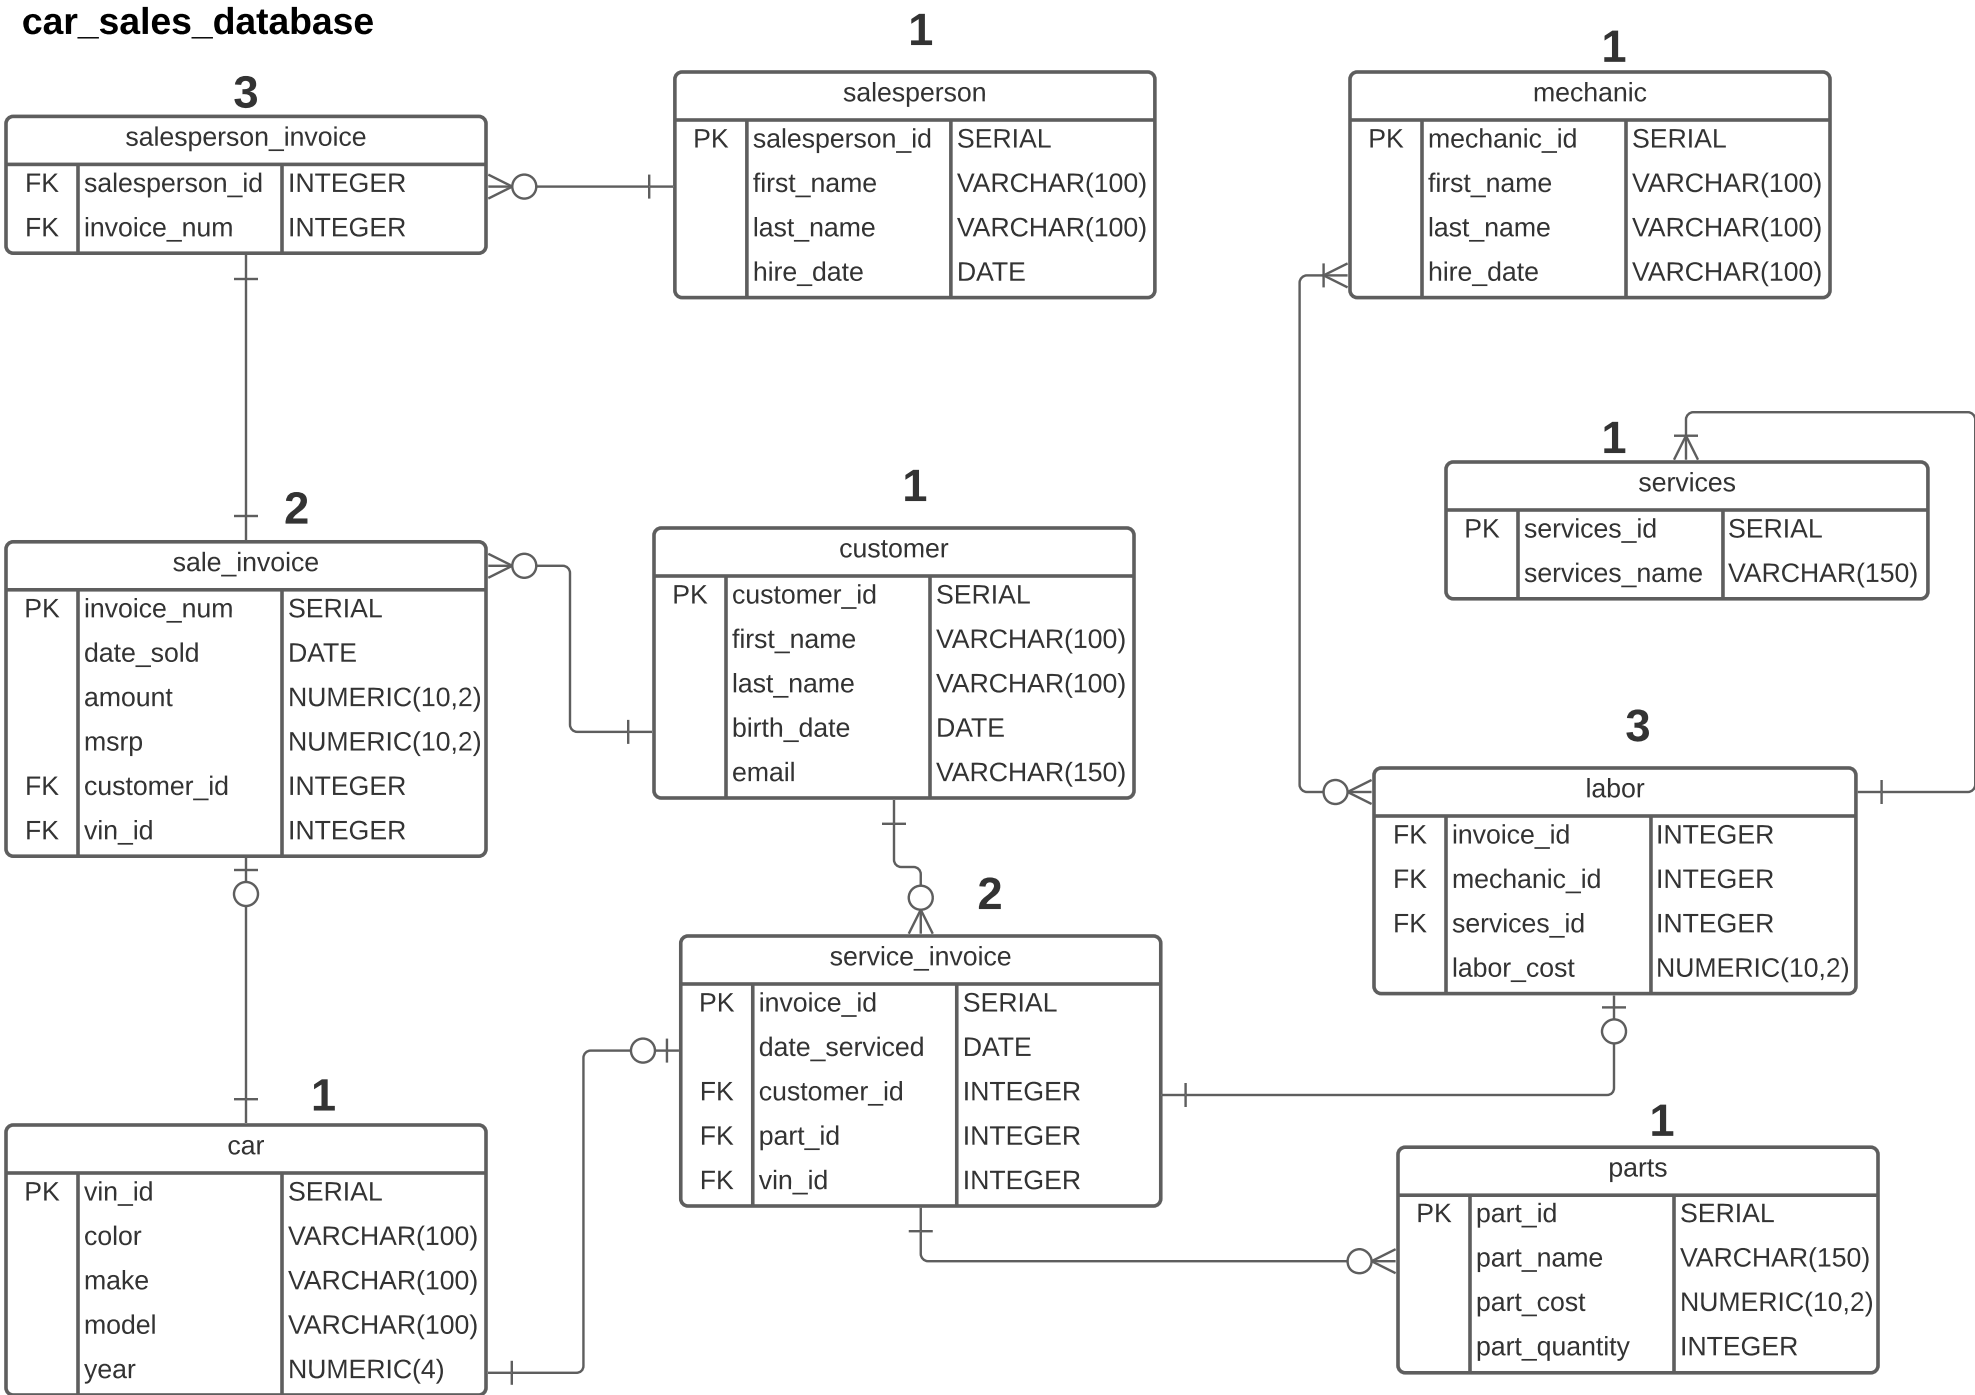 car_sales_database
3
salesperson_invoice
FK salesperson_id INTEGER
FK invoice_num INTEGER
1
salesperson
PK salesperson_id SERIAL
first_name VARCHAR(100)
last_name VARCHAR(100)
hire_date DATE
1
mechanic
PK mechanic_id SERIAL
first_name VARCHAR(100)
last_name VARCHAR(100)
hire_date VARCHAR(100)
1
services
PK services_id SERIAL
services_name VARCHAR(150)
2
sale_invoice
PK invoice_num SERIAL
date_sold DATE
amount NUMERIC(10,2)
msrp NUMERIC(10,2)
FK customer_id INTEGER
FK vin_id INTEGER
1
customer
PK customer_id SERIAL
first_name VARCHAR(100)
last_name VARCHAR(100)
birth_date DATE
email VARCHAR(150)
3
labor
FK invoice_id INTEGER
FK mechanic_id INTEGER
FK services_id INTEGER
labor_cost NUMERIC(10,2)
2
service_invoice
PK invoice_id SERIAL
date_serviced DATE
FK customer_id INTEGER
FK part_id INTEGER
FK vin_id INTEGER
1
car
PK vin_id SERIAL
color VARCHAR(100)
make VARCHAR(100)
model VARCHAR(100)
year NUMERIC(4)
1
parts
PK part_id SERIAL
part_name VARCHAR(150)
part_cost NUMERIC(10,2)
part_quantity INTEGER